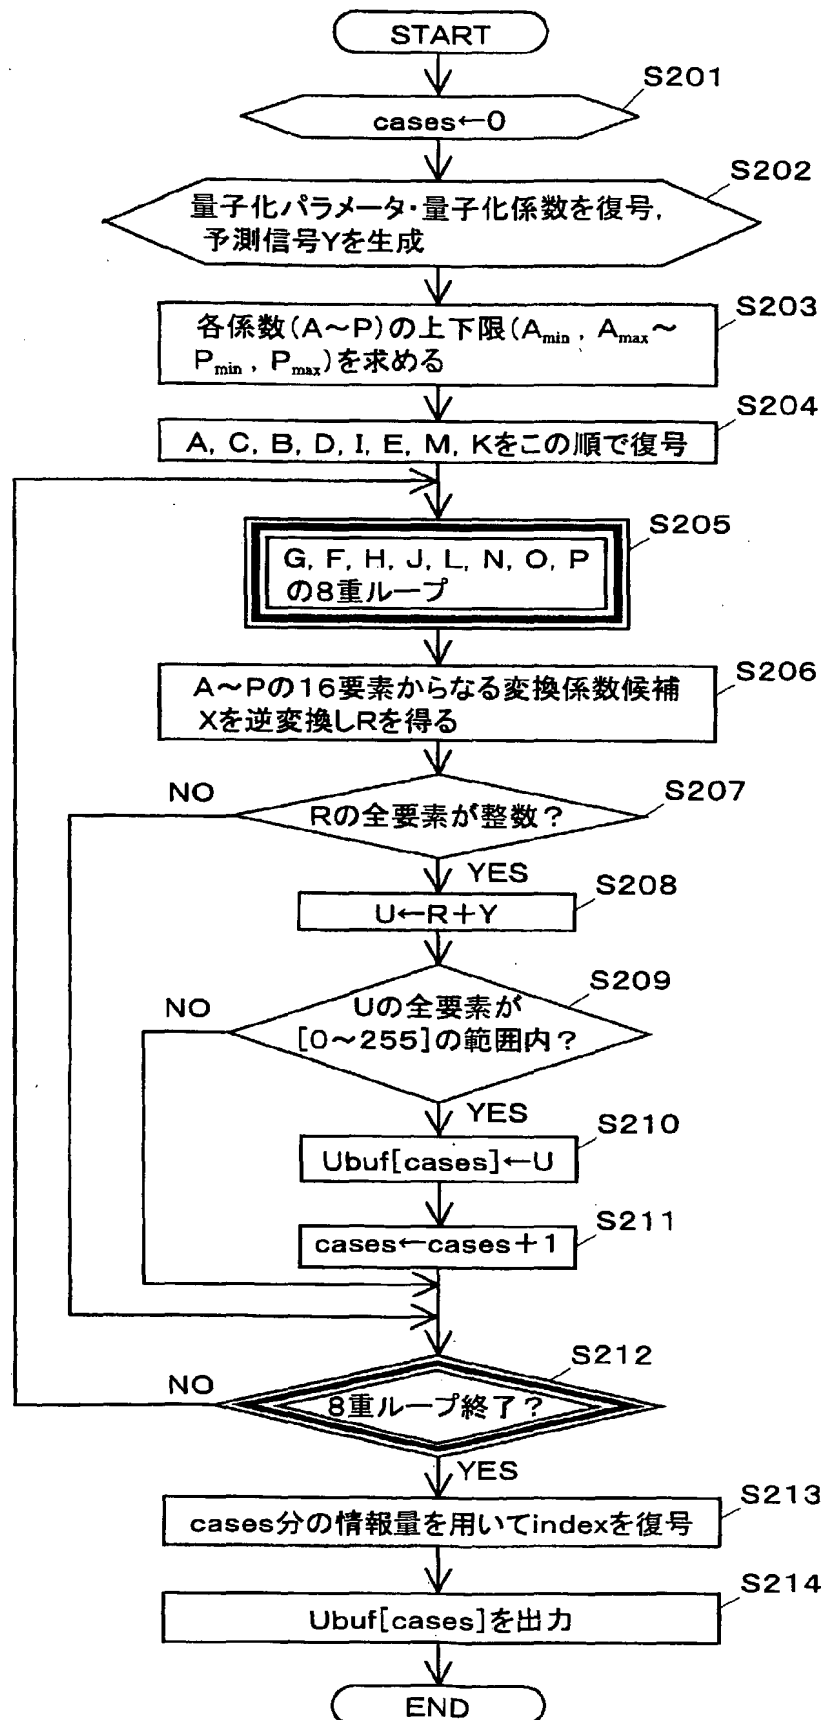 START
S201
cases←0
S202
量子化パラメータ・量子化係数を復号,
予測信号Yを生成
S203
各係数(A～P)の上下限(Amin , Amax～
Pmin , Pmax)を求める
S204
A, C, B, D, I, E, M, Kをこの順で復号
S205
G, F, H, J, L, N, O, P
の8重ループ
S206
A～Pの16要素からなる変換係数候補
Xを逆変換しRを得る
S207
NO
Rの全要素が整数？
YES
S208
U←R+Y
S209
NO
Uの全要素が
[0～255]の範囲内？
YES
S210
Ubuf[cases]←U
S211
cases←cases+1
S212
NO
8重ループ終了？
YES
S213
cases分の情報量を用いてindexを復号
S214
Ubuf[cases]を出力
END